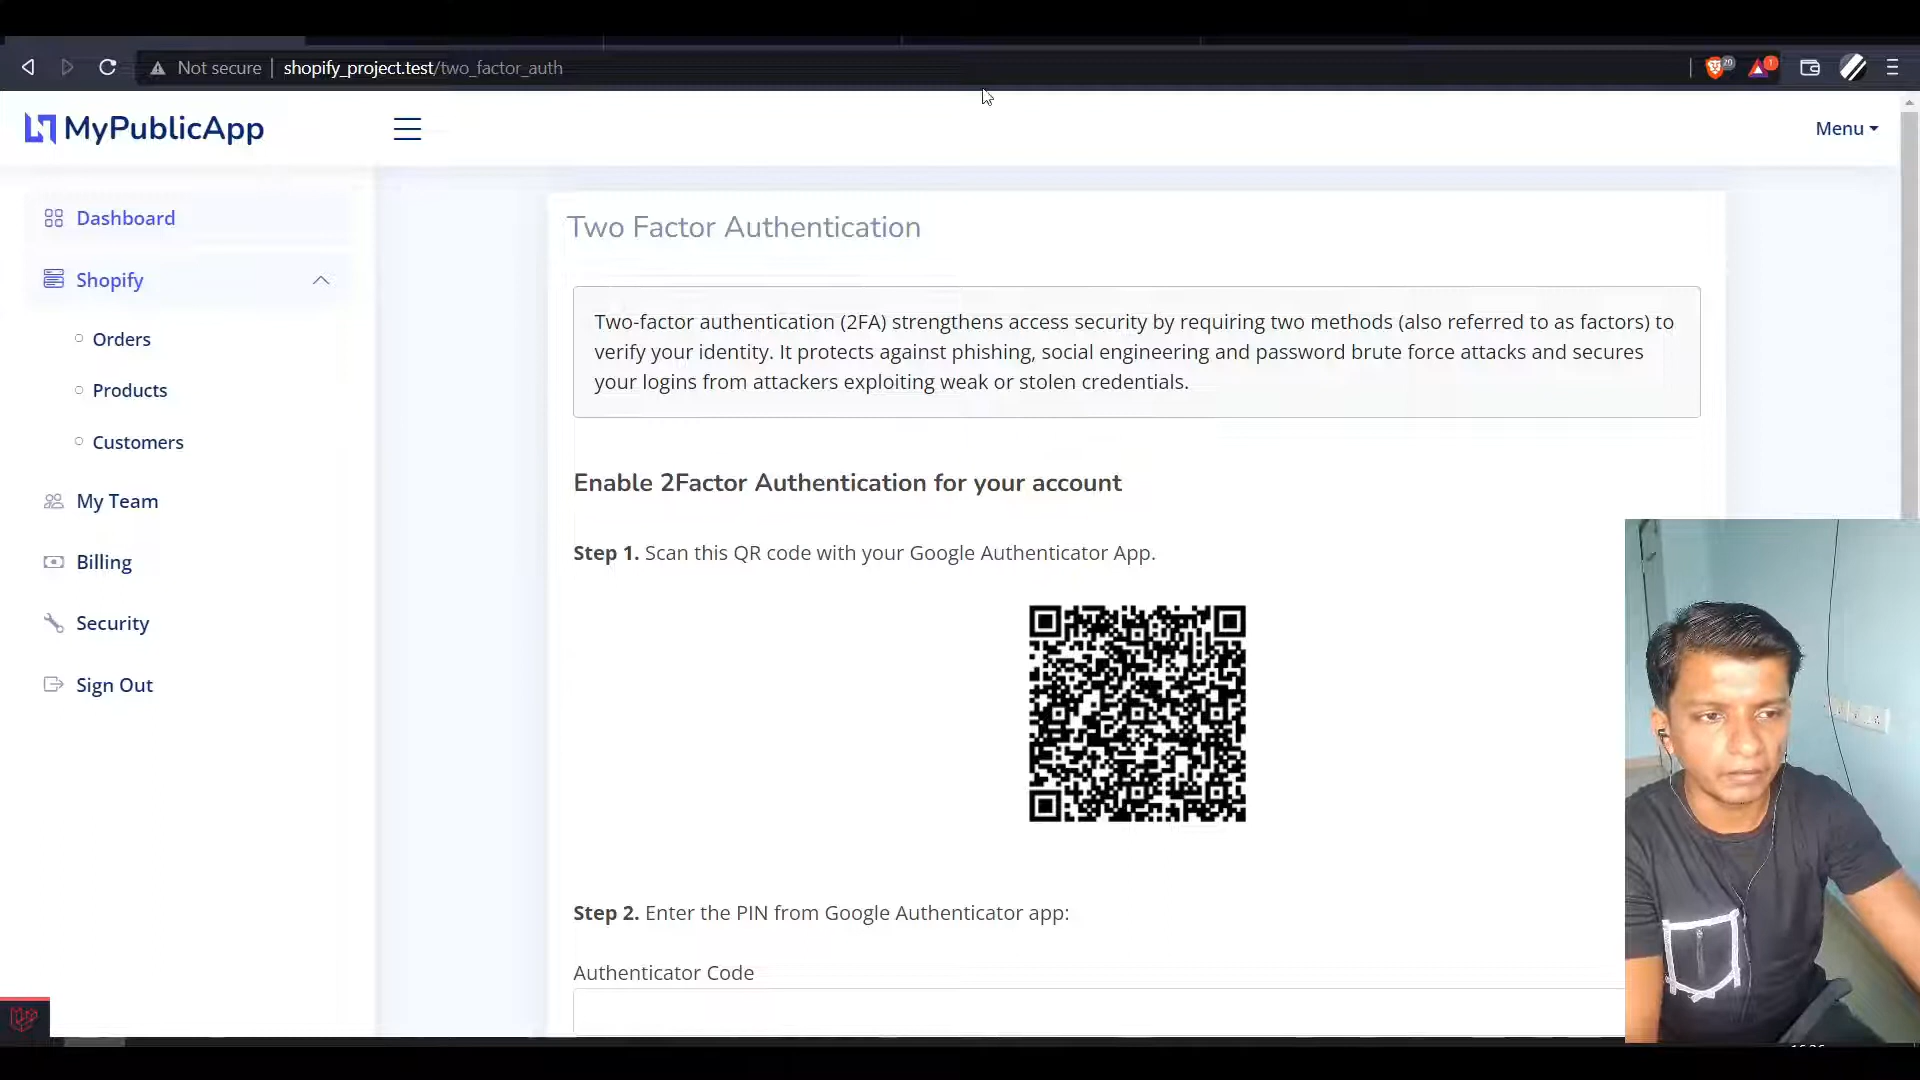 Not secure
shopify_project.test/two_factor_auth
20
1
MyPublicApp
Menu
Dashboard
Shopify
Orders
Products
Customers
My Team
Billing
Security
Sign Out
Two Factor Authentication
Two-factor authentication (2FA) strengthens access security by requiring two methods (also referred to as factors) to
verify your identity. It protects against phishing, social engineering and password brute force attacks and secures
your logins from attackers exploiting weak or stolen credentials.
Enable 2Factor Authentication for your account
Step 1. Scan this QR code with your Google Authenticator App.
Step 2. Enter the PIN from Google Authenticator app:
Authenticator Code